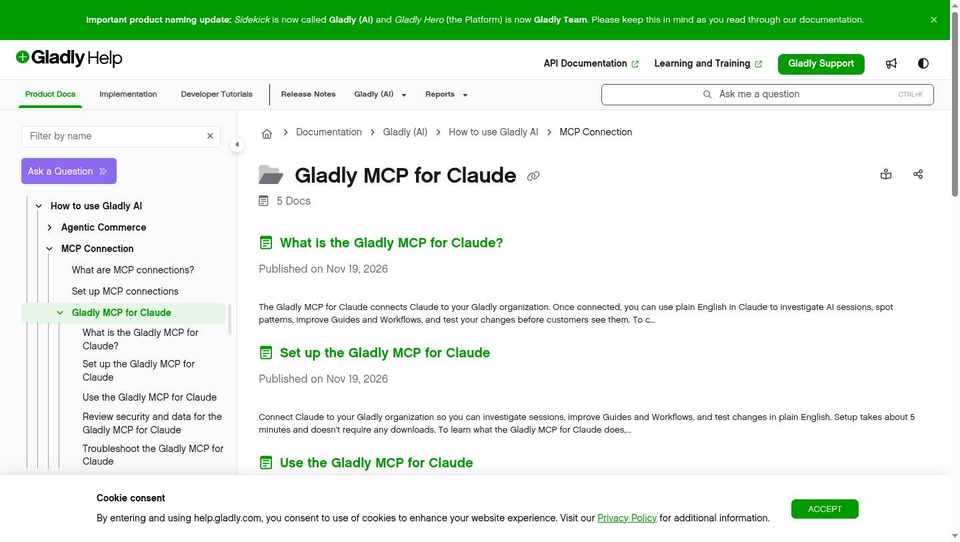 Important product naming update: Sidekick is now called Gladly (AI) and Gladly Hero (the Platform) is now Gladly Team. Please keep this in mind as you read through our documentation.
Gladly Help
API Documentation
Learning and Training
Gladly Support
Product Docs
Implementation
Developer Tutorials
Release Notes
Gladly (AI)
Reports
Ask me a question
CTRL+K
Filter by name
Ask a Question
How to use Gladly AI
Agentic Commerce
MCP Connection
What are MCP connections?
Set up MCP connections
Gladly MCP for Claude
What is the Gladly MCP for
Claude?
Set up the Gladly MCP for
Claude
Use the Gladly MCP for Claude
Review security and data for the
Gladly MCP for Claude
Troubleshoot the Gladly MCP for
Claude
Documentation
Gladly (AI)
How to use Gladly AI
MCP Connection
Gladly MCP for Claude
5 Docs
What is the Gladly MCP for Claude?
Published on Nov 19, 2026
The Gladly MCP for Claude connects Claude to your Gladly organization. Once connected, you can use plain English in Claude to investigate AI sessions, spot
patterns, improve Guides and Workflows, and test your changes before customers see them. To c...
Set up the Gladly MCP for Claude
Published on Nov 19, 2026
Connect Claude to your Gladly organization so you can investigate sessions, improve Guides and Workflows, and test changes in plain English. Setup takes about 5
minutes and doesn't require any downloads. To learn what the Gladly MCP for Claude does,...
Use the Gladly MCP for Claude
Cookie consent
By entering and using help.gladly.com, you consent to use of cookies to enhance your website experience. Visit our Privacy Policy for additional information.
ACCEPT